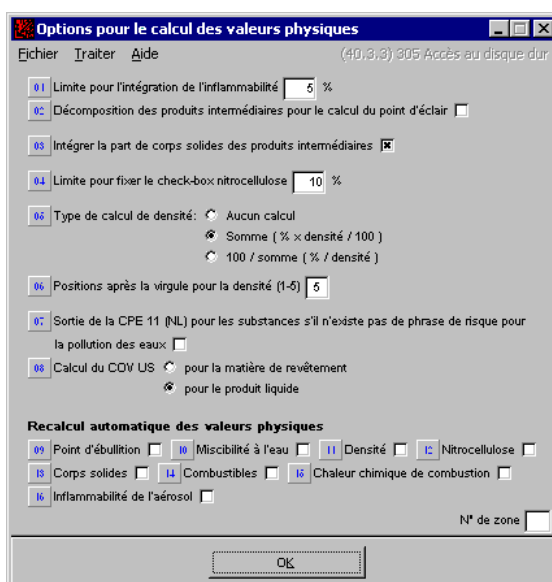 Options pour le calcul des valeurs physiques
Fichier Traiter Aide (40.3.3) 305 Accès au disque dur
01 Limite pour l'intégration de l'inflammabilité 5 %
02 Décomposition des produits intermédiaires pour le calcul du point d'éclair
03 Intégrer la part de corps solides des produits intermédiaires
04 Limite pour fixer le check-box nitrocellulose 10 %
05 Type de calcul de densité: Aucun calcul
Somme ( % x densité / 100 )
100 / somme ( % / densité )
06 Positions après la virgule pour la densité (1-5) 5
07 Sortie de la CPE 11 (NL) pour les substances s'il n'existe pas de phrase de risque pour
la pollution des eaux
08 Calcul du COV US pour la matière de revêtement
pour le produit liquide
Recalcul automatique des valeurs physiques
09 Point d'ébullition 10 Miscibilité à l'eau 11 Densité 12 Nitrocellulose
13 Corps solides 14 Combustibles 15 Chaleur chimique de combustion
16 Inflammabilité de l'aérosol
N° de zone
OK